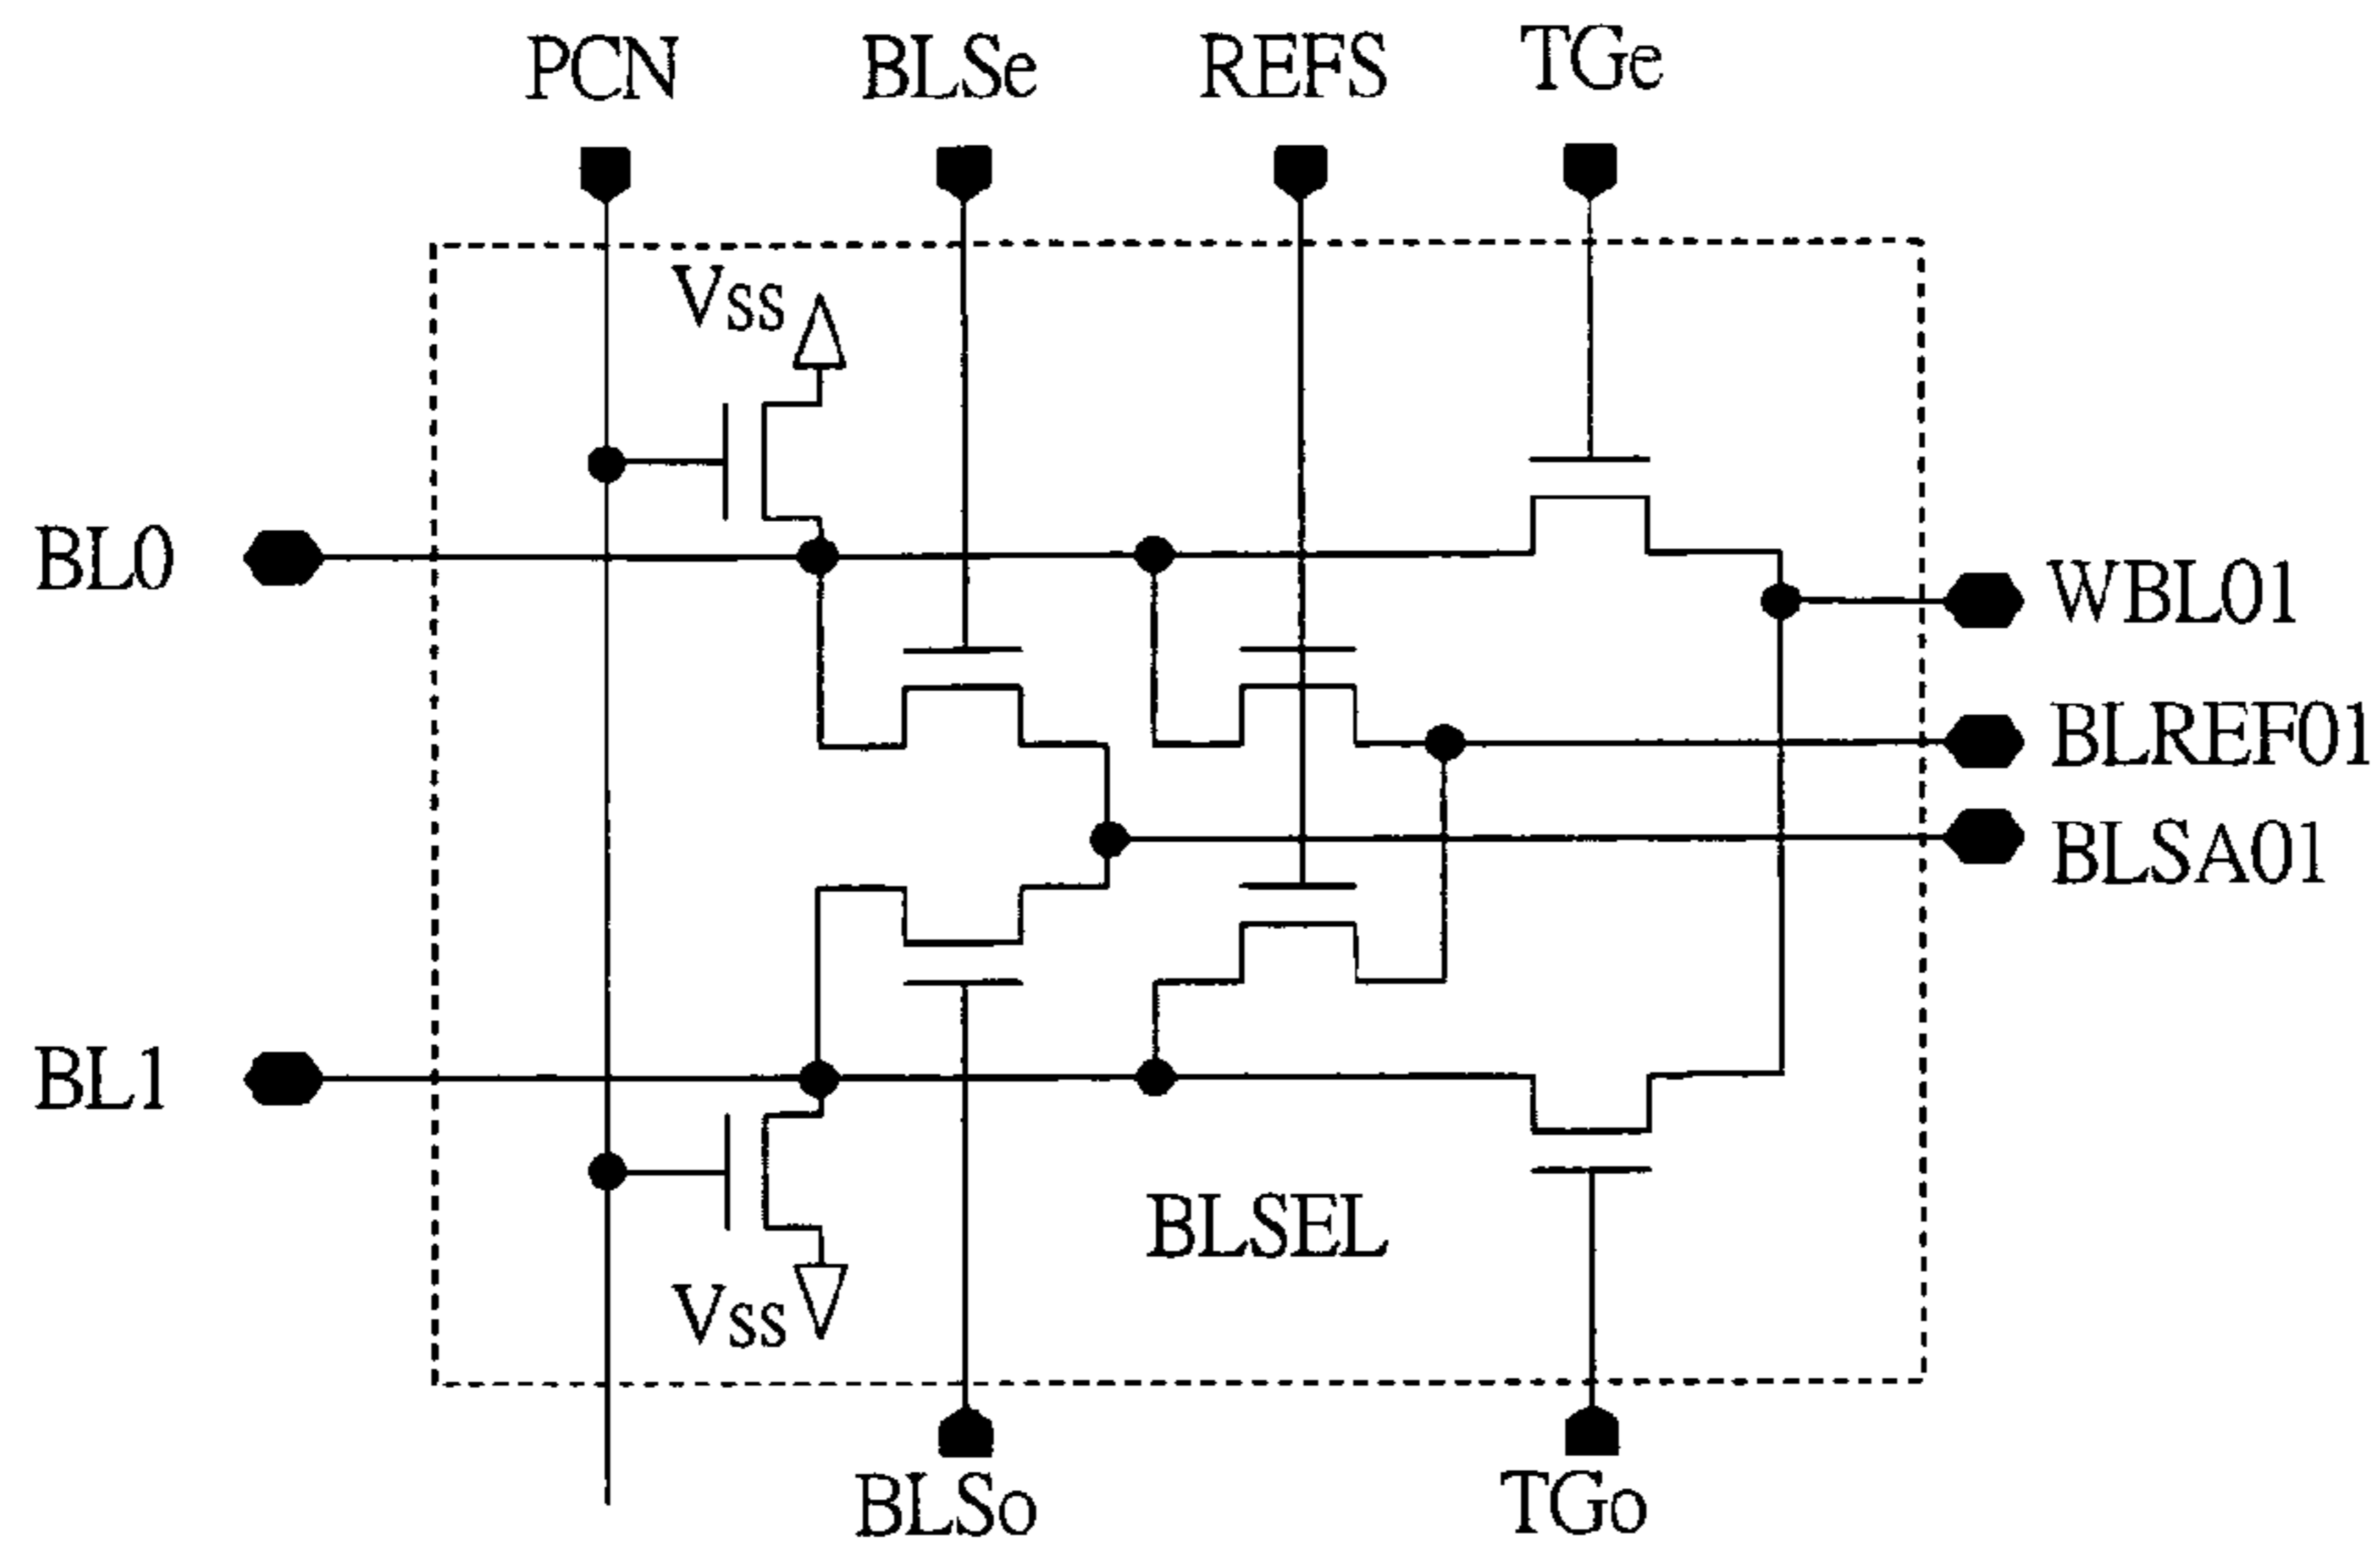 PCN BLSe REFS TGe
Vss
BL0
WBL01
BLREF01
BLSA01
BL1
BLSEL
Vss
BLSo TGo